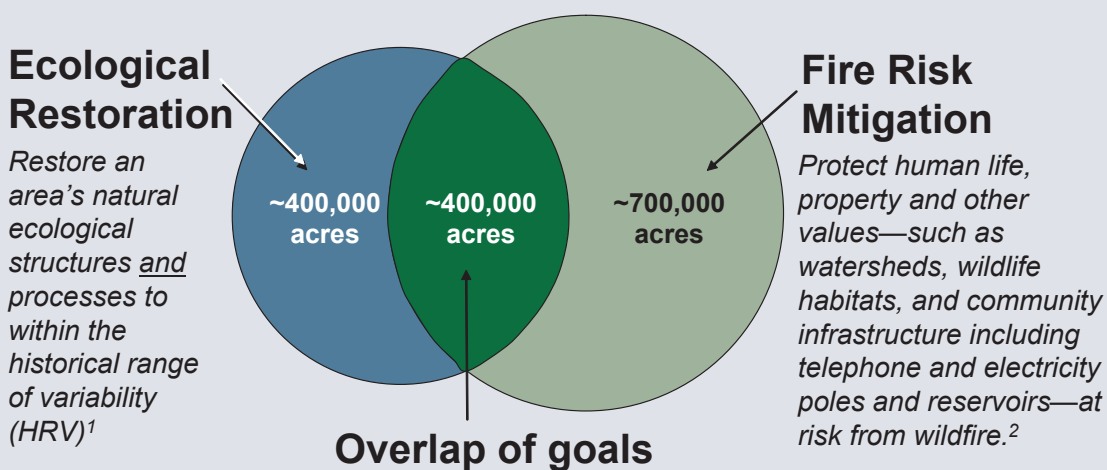 Ecological
Restoration
Restore an
area's natural
ecological
structures and
processes to
within the
historical range
of variability
(HRV)1
~400,000
acres
~400,000
acres
~700,000
acres
Fire Risk
Mitigation
Protect human life,
property and other
values—such as
watersheds, wildlife
habitats, and community
infrastructure including
telephone and electricity
poles and reservoirs—at
risk from wildfire.2
Overlap of goals